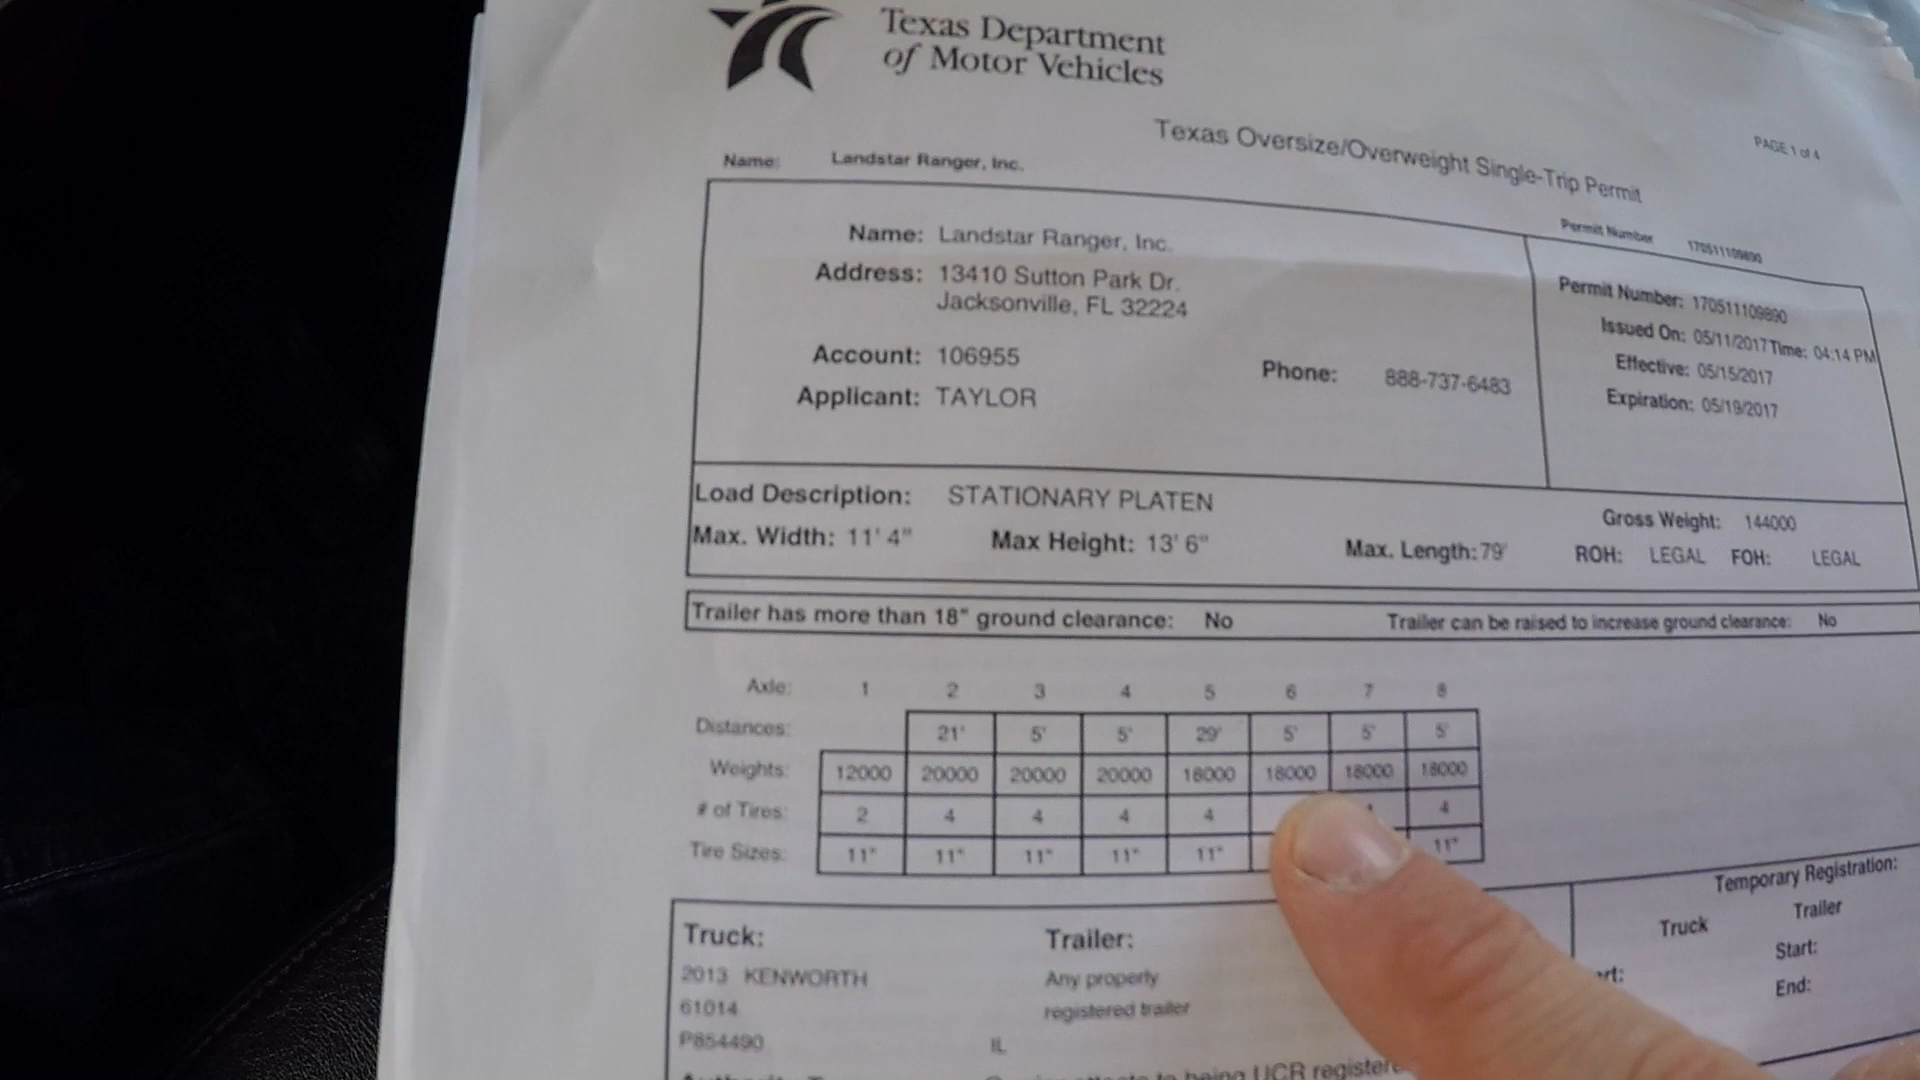 Texas Department
of Motor Vehicles
Texas Oversize/Overweight Single-Trip Permit
PAGE 1 of 4
Name: Landstar Ranger, Inc.
Permit Number 170511109890
Name: Landstar Ranger, Inc.
Address: 13410 Sutton Park Dr.
Jacksonville, FL 32224
Account: 106955
Phone: 888-737-6483
Applicant: TAYLOR
Permit Number: 170511109890
Issued On: 05/11/2017 Time: 04:14 PM
Effective: 05/15/2017
Expiration: 05/19/2017
Load Description: STATIONARY PLATEN
Gross Weight: 144000
Max. Width: 11' 4" Max Height: 13' 6" Max. Length: 79' ROH: LEGAL FOH: LEGAL
Trailer has more than 18" ground clearance: No Trailer can be raised to increase ground clearance: No
Axle: 1 2 3 4 5 6 7 8
Distances: 21' 5' 5' 29' 5' 5' 5'
Weights: 12000 20000 20000 20000 18000 18000 18000 18000
# of Tires: 2 4 4 4 4 4
Tire Sizes: 11" 11" 11" 11" 11" 11"
Truck:
2013 KENWORTH
61014
P854490
IL
Trailer:
Any properly
registered trailer
Temporary Registration:
Truck Trailer
Start:
End:
to being UCR